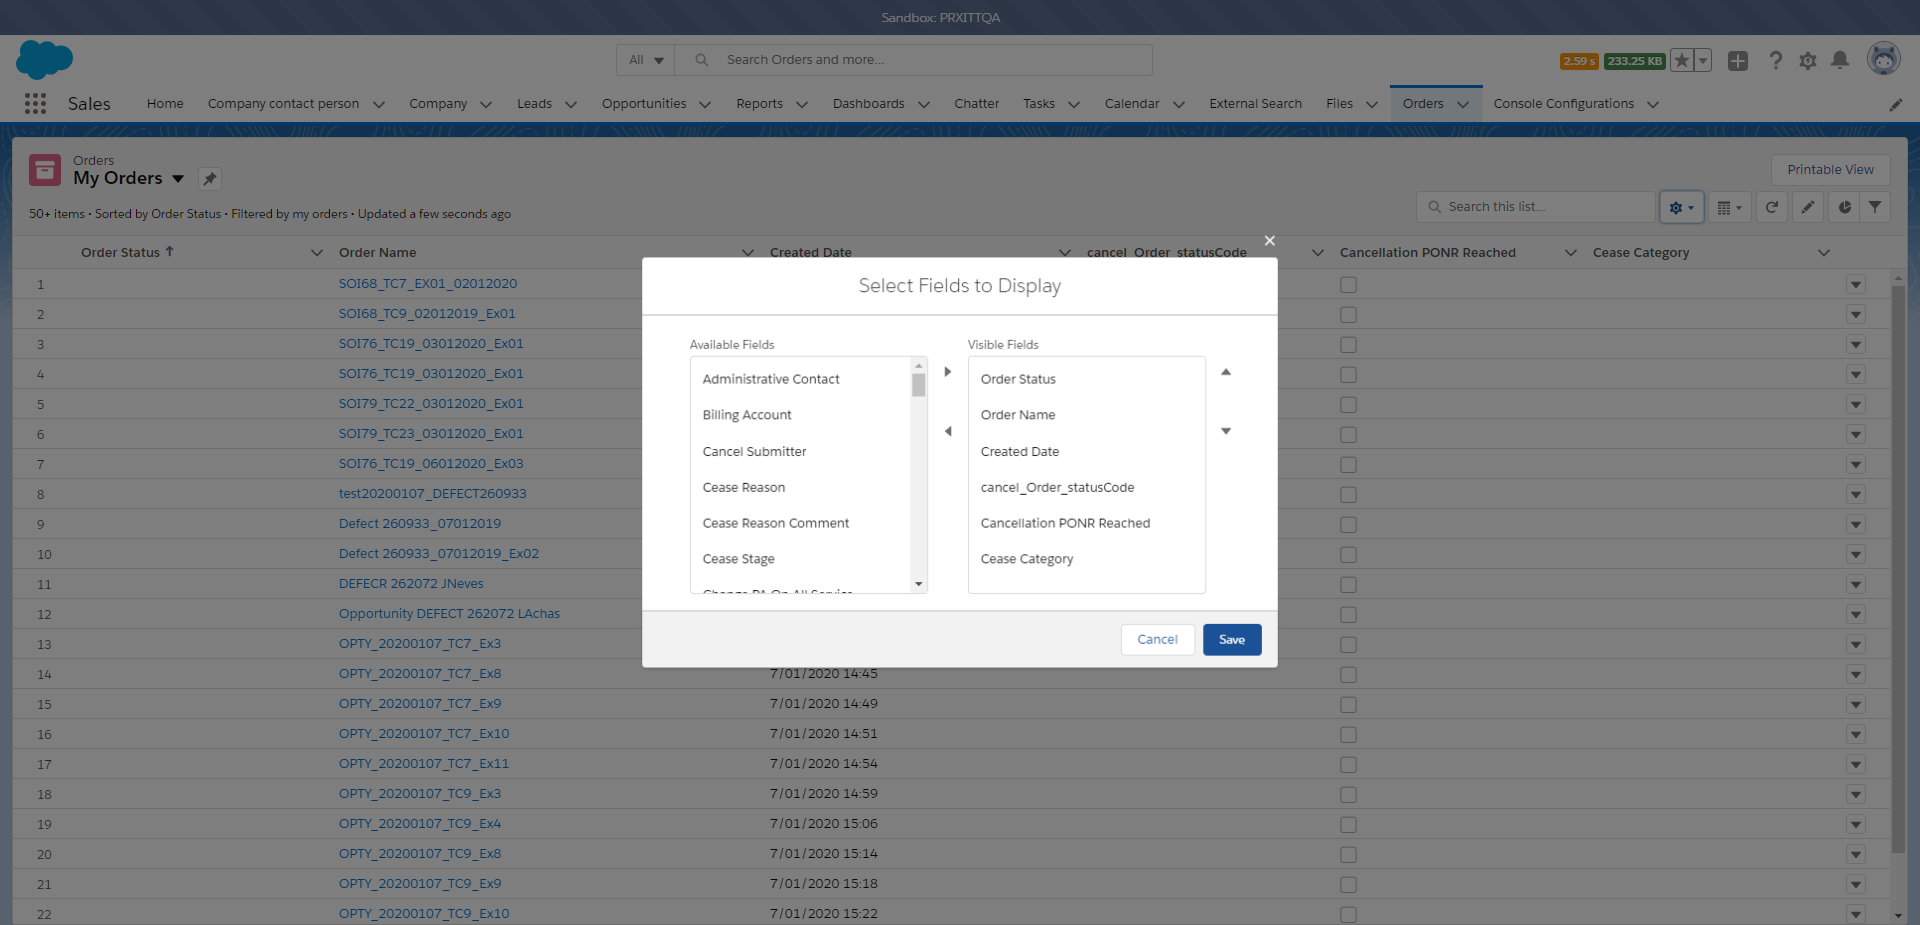 Sandbox: PRXITTQA
All
Search Orders and more...
2.59 s
233.25 KB
Sales
Home
Company contact person
Company
Leads
Opportunities
Reports
Dashboards
Chatter
Tasks
Calendar
External Search
Files
Orders
Console Configurations
Orders
My Orders
Printable View
50+ items • Sorted by Order Status • Filtered by my orders • Updated a few seconds ago
Search this list...
Order Status
Order Name
Created Date
cancel_Order_statusCode
Cancellation PONR Reached
Cease Category
1 SOI68_TC7_EX01_02012020
2 SOI68_TC9_02012019_Ex01
3 SOI76_TC19_03012020_Ex01
4 SOI76_TC19_03012020_Ex01
5 SOI79_TC22_03012020_Ex01
6 SOI79_TC23_03012020_Ex01
7 SOI76_TC19_06012020_Ex03
8 test20200107_DEFECT260933
9 Defect 260933_07012019
10 Defect 260933_07012019_Ex02
11 DEFECR 262072 JNeves
12 Opportunity DEFECT 262072 LAchas
13 OPTY_20200107_TC7_Ex3
14 OPTY_20200107_TC7_Ex8 7/01/2020 14:45
15 OPTY_20200107_TC7_Ex9 7/01/2020 14:49
16 OPTY_20200107_TC7_Ex10 7/01/2020 14:51
17 OPTY_20200107_TC7_Ex11 7/01/2020 14:54
18 OPTY_20200107_TC9_Ex3 7/01/2020 14:59
19 OPTY_20200107_TC9_Ex4 7/01/2020 15:06
20 OPTY_20200107_TC9_Ex8 7/01/2020 15:14
21 OPTY_20200107_TC9_Ex9 7/01/2020 15:18
22 OPTY_20200107_TC9_Ex10 7/01/2020 15:22
Select Fields to Display
Available Fields
Administrative Contact
Billing Account
Cancel Submitter
Cease Reason
Cease Reason Comment
Cease Stage
Change PA On All Service
Visible Fields
Order Status
Order Name
Created Date
cancel_Order_statusCode
Cancellation PONR Reached
Cease Category
Cancel
Save